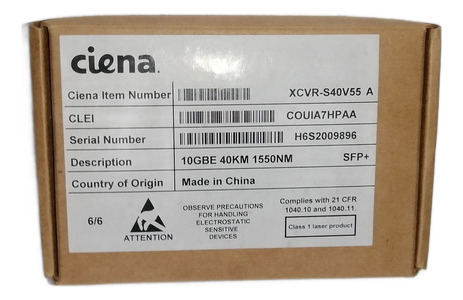 ciena.
Ciena Item Number XCVR-S40V55 A
CLEI COUIA7HPAA
Serial Number H6S2009896
Description 10GBE 40KM 1550NM SFP+
Country of Origin Made in China
6/6
ATTENTION
OBSERVE PRECAUTIONS
FOR HANDLING
ELECTROSTATIC
SENSITIVE
DEVICES
Complies with 21 CFR
1040.10 and 1040.11.
Class 1 laser product